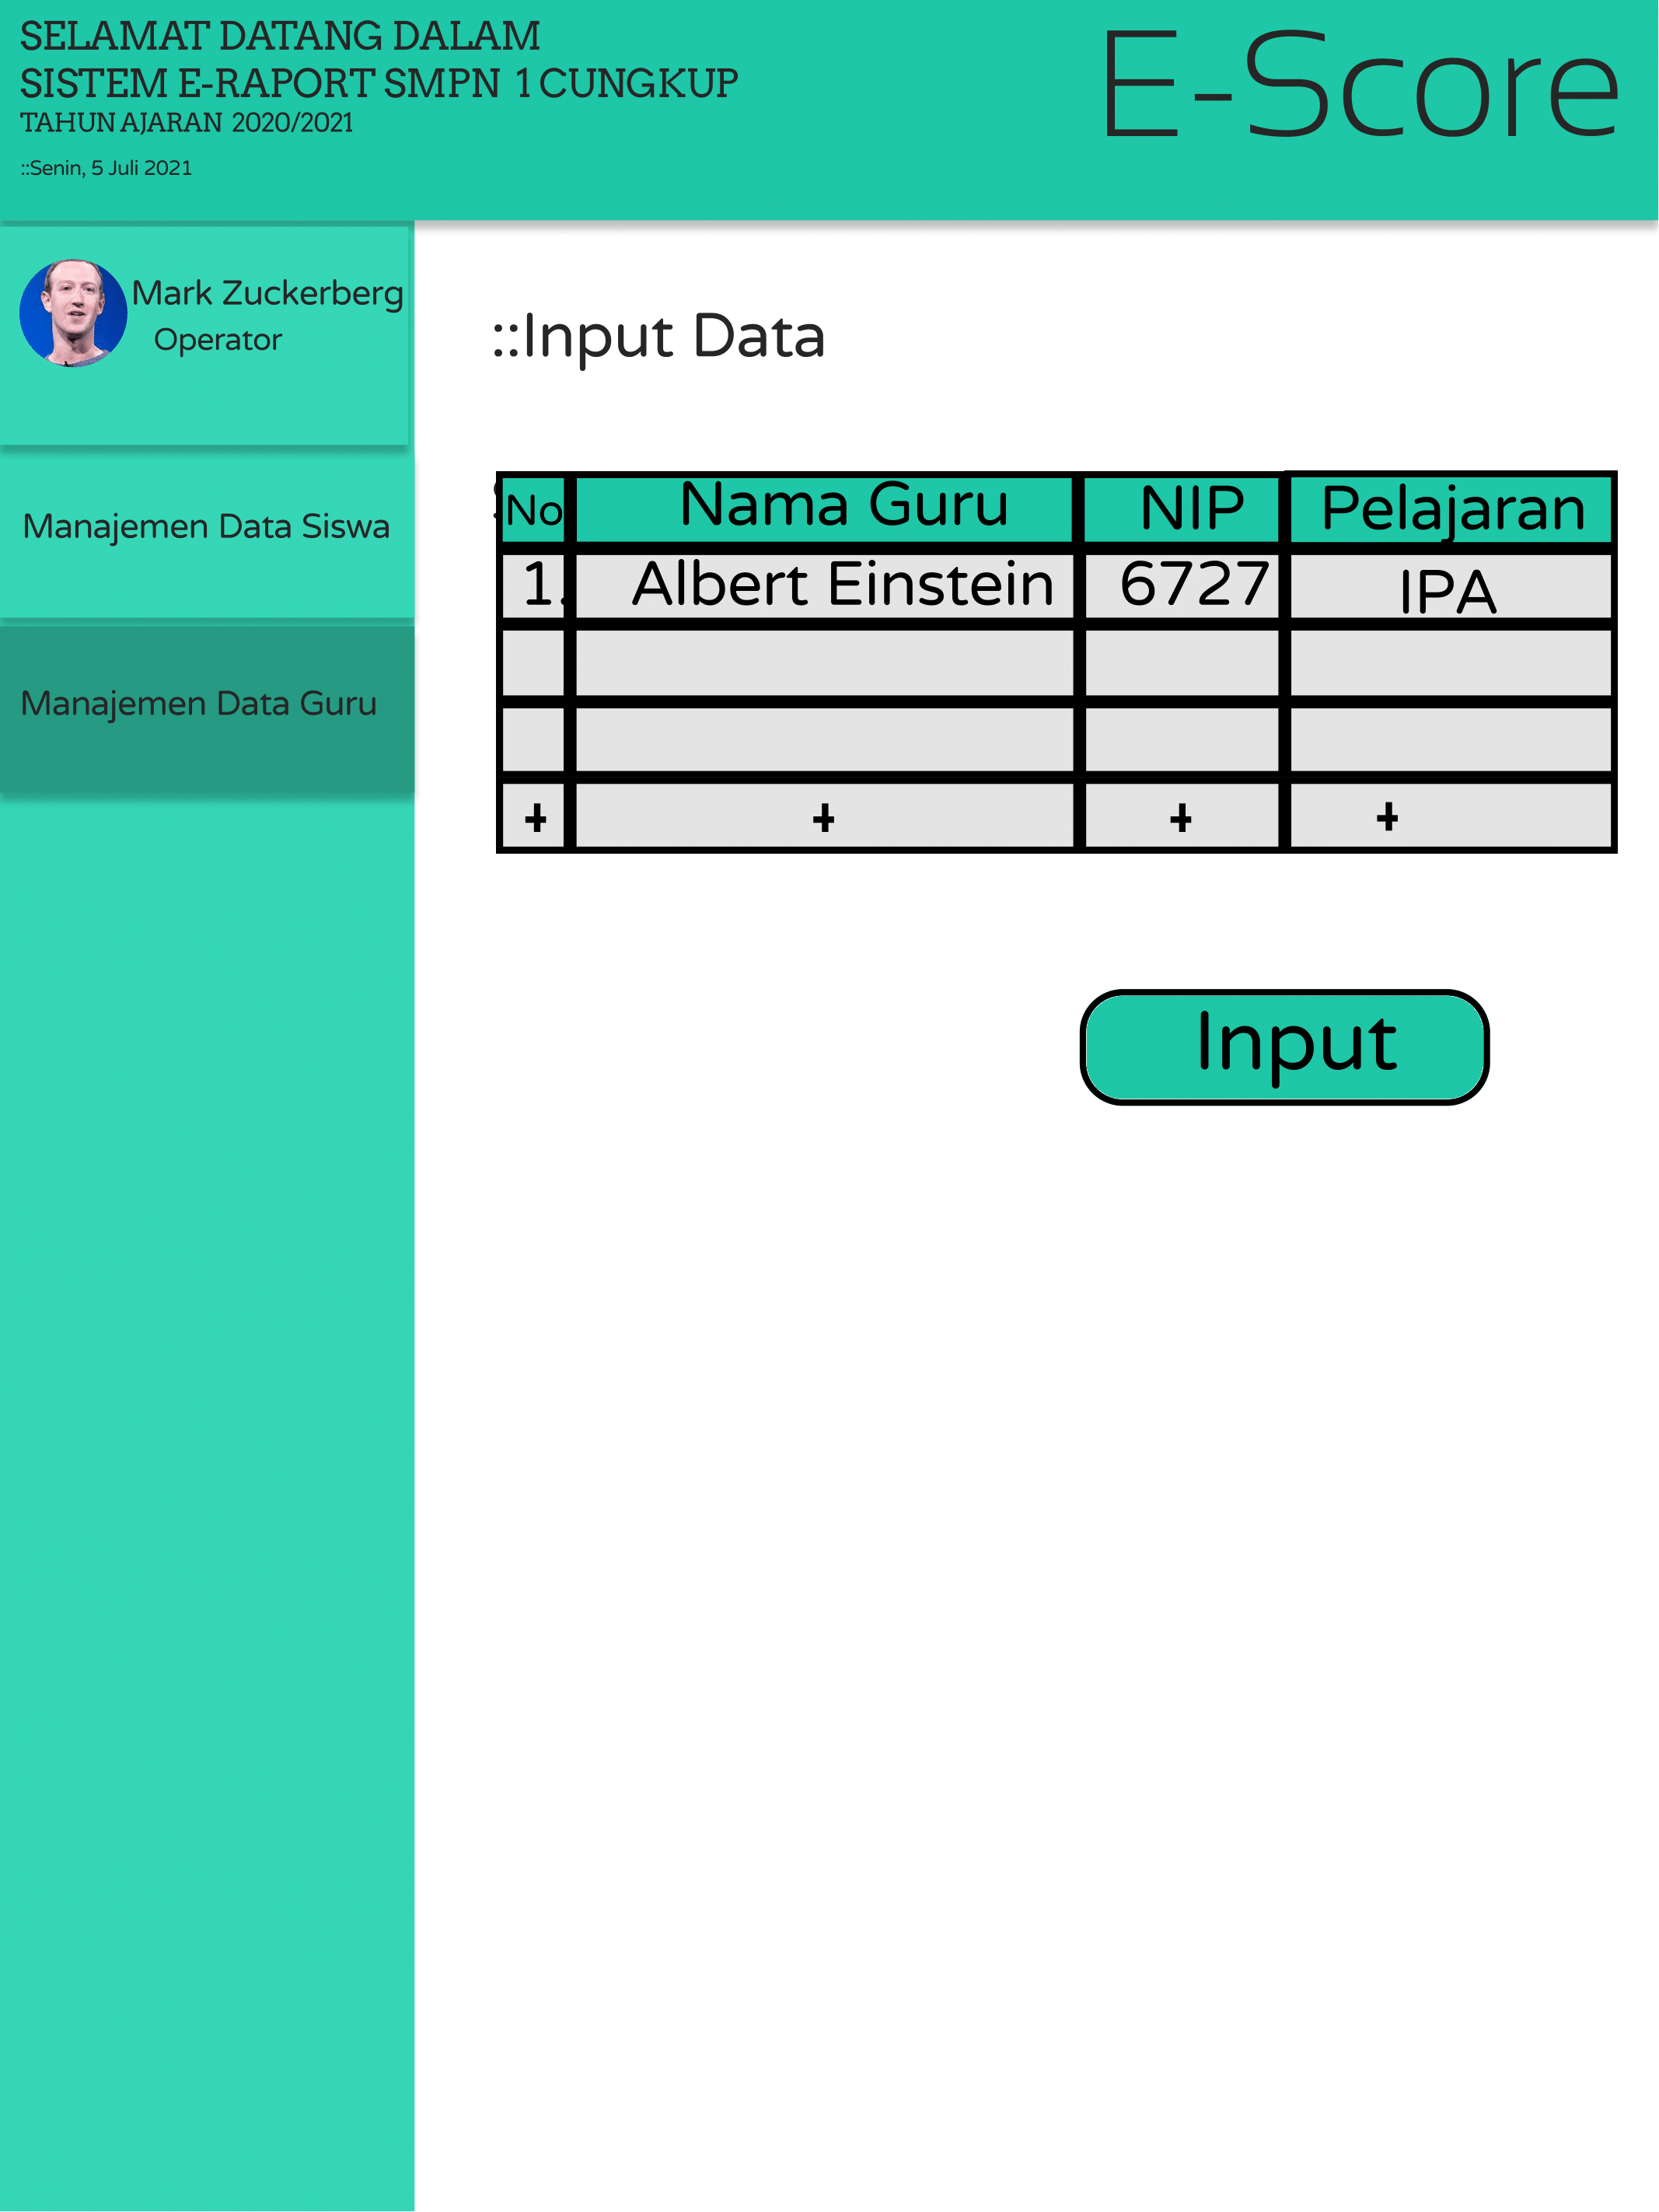 SELAMAT DATANG DALAM
SISTEM E-RAPORT SMPN 1 CUNGKUP
TAHUN AJARAN 2020/2021
::Senin, 5 Juli 2021
E-Score
Mark Zuckerberg
Operator
Manajemen Data Siswa
Manajemen Data Guru
::Input Data
No Nama Guru NIP Pelajaran
1. Albert Einstein 6727 IPA
+ + + +
Input